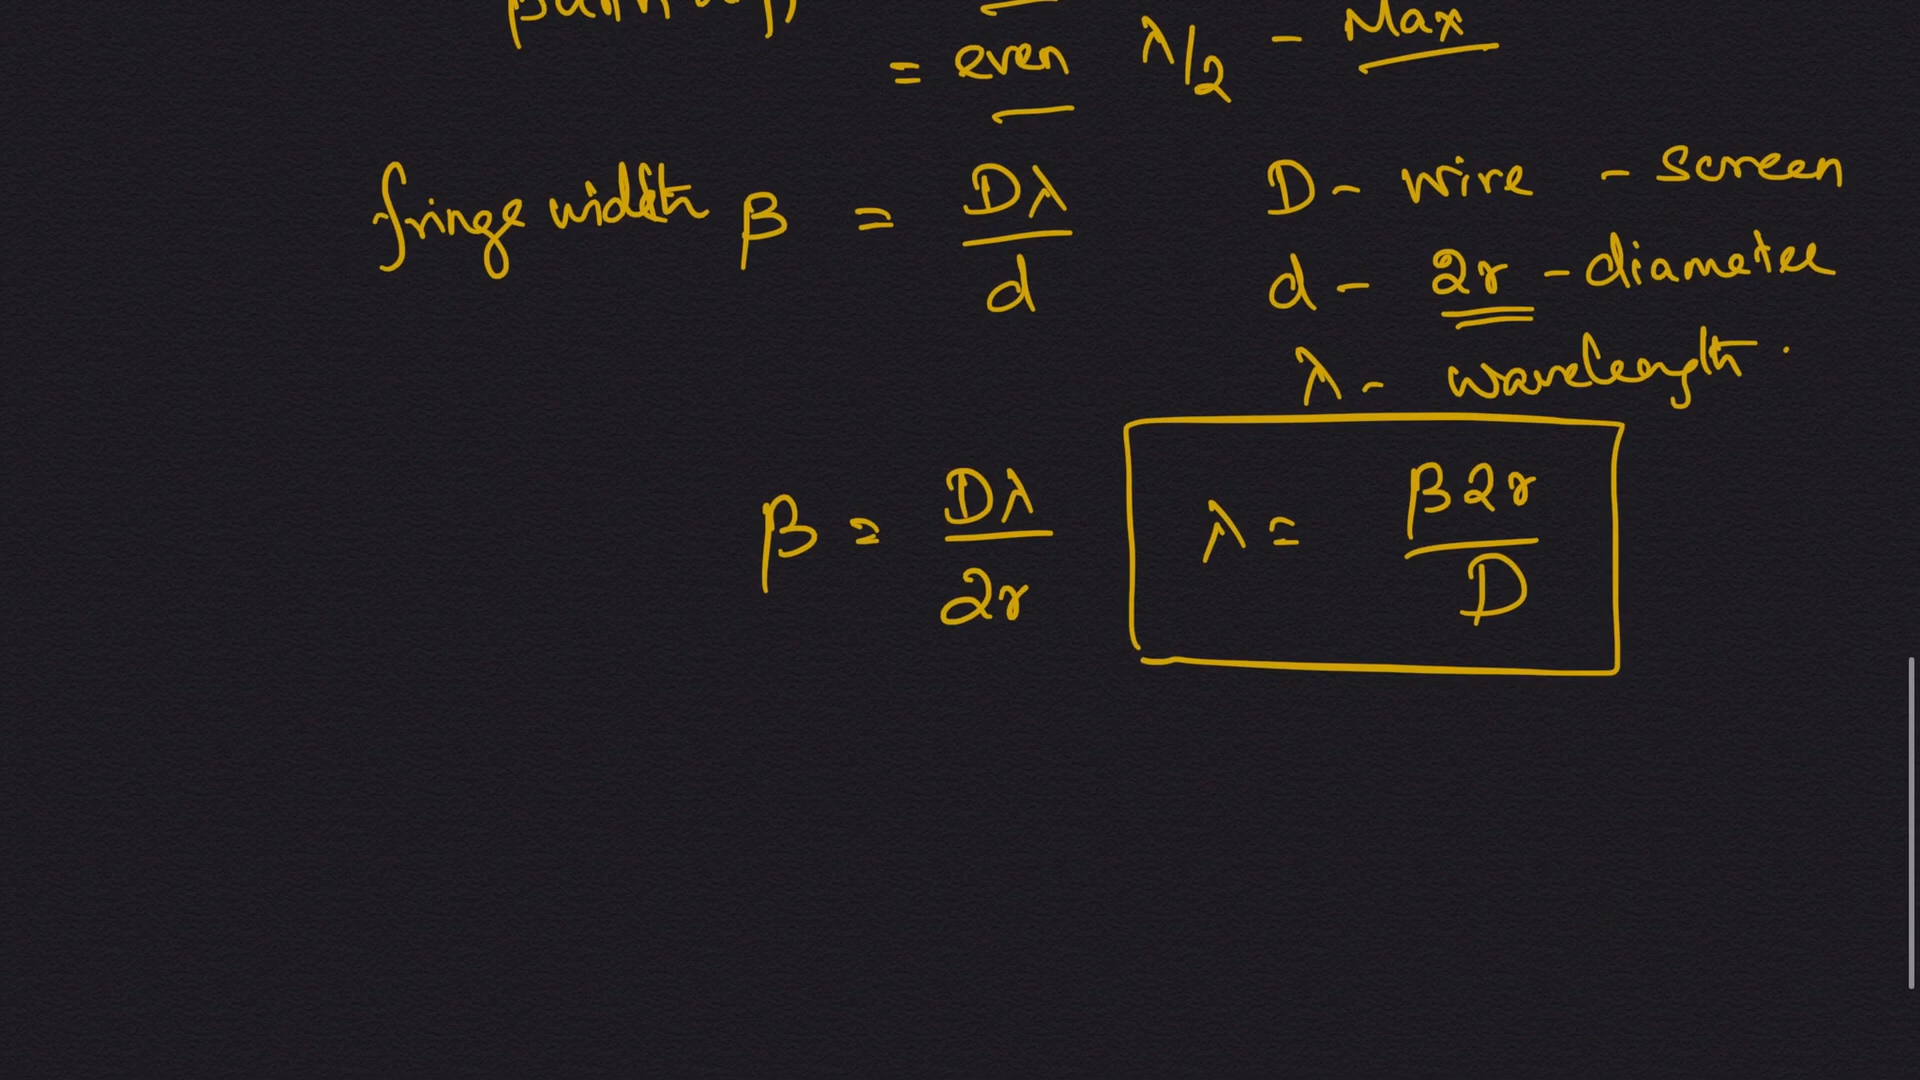 = even λ/2 - Max
fringe width β = Dλ/d
D - wire - screen
d - 2r - diameter
λ - wavelength.
β = Dλ/2r
λ = β2r/D